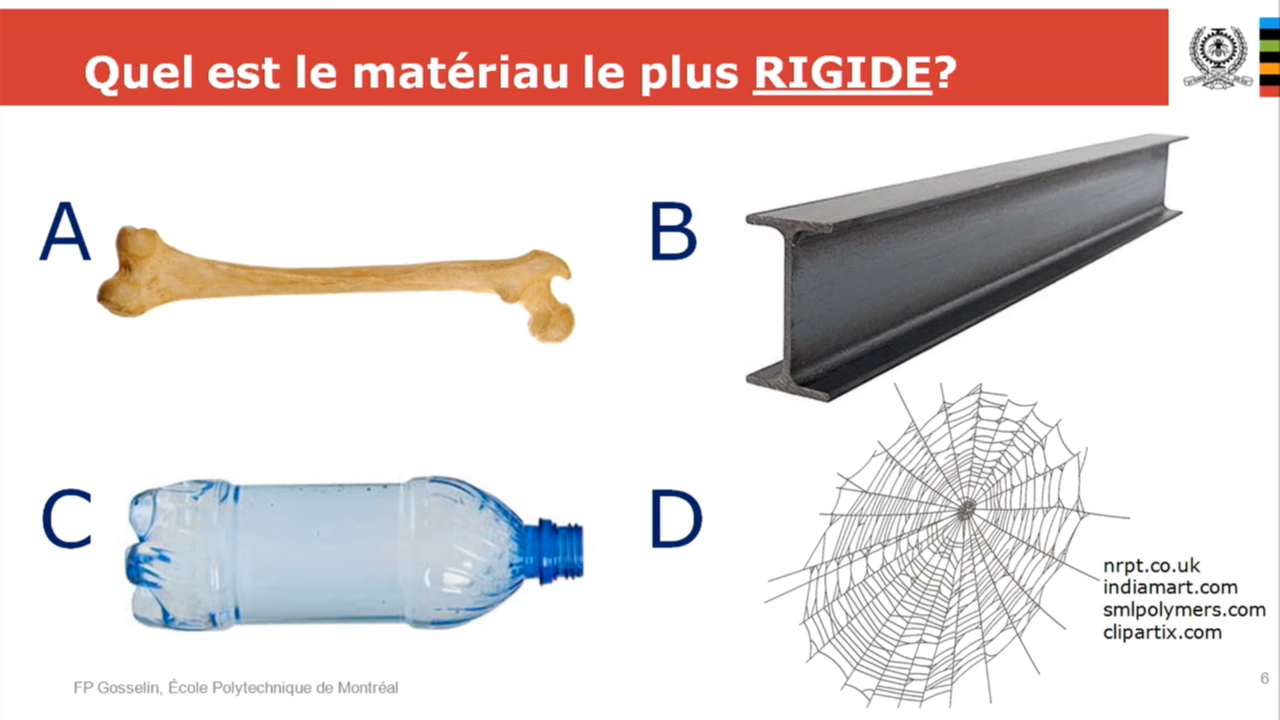 Quel est le matériau le plus RIGIDE?
A
B
C
D
nrpt.co.uk
indiamart.com
smlpolymers.com
clipartix.com
FP Gosselin, École Polytechnique de Montréal
6